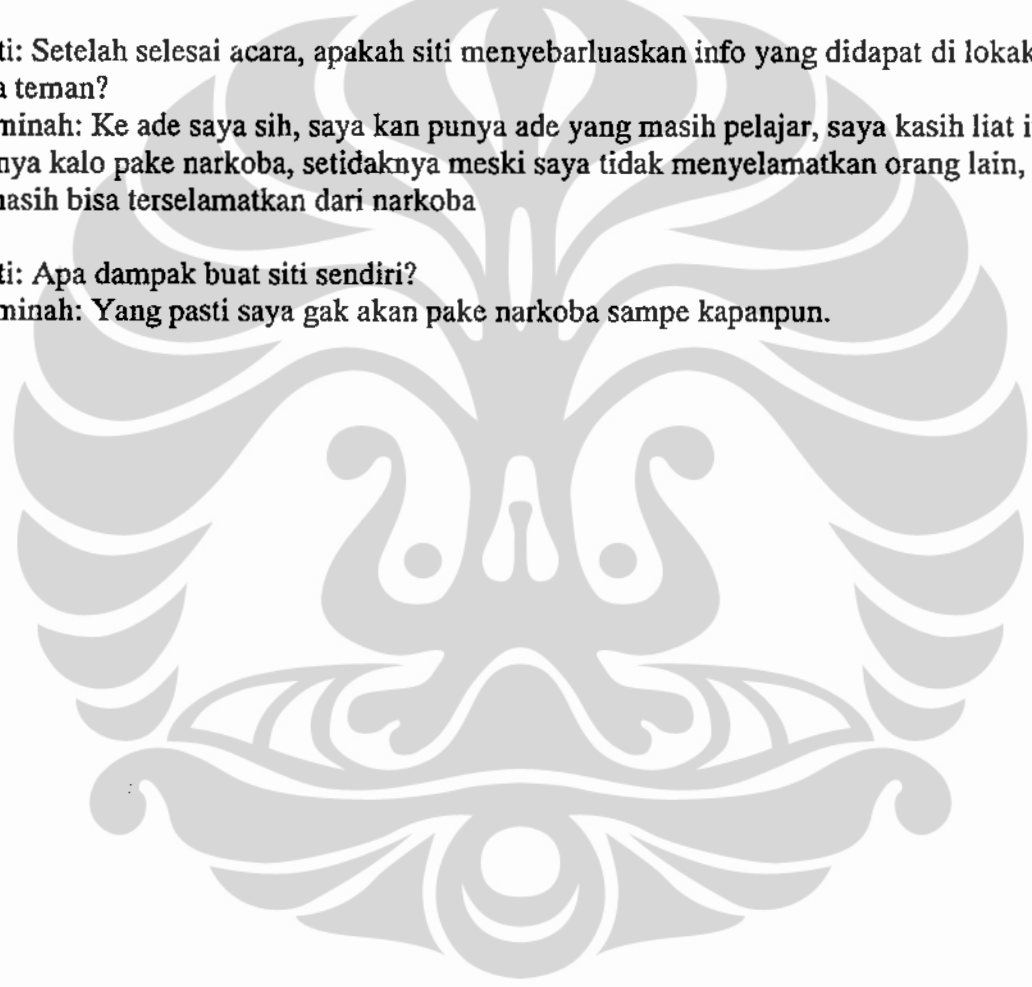 ti: Setelah selesai acara, apakah siti menyebarluaskan info yang didapat di lokak
a teman?
minah: Ke ade saya sih, saya kan punya ade yang masih pelajar, saya kasih liat i
nya kalo pake narkoba, setidaknya meski saya tidak menyelamatkan orang lain,
nasih bisa terselamatkan dari narkoba
ti: Apa dampak buat siti sendiri?
minah: Yang pasti saya gak akan pake narkoba sampe kapanpun.